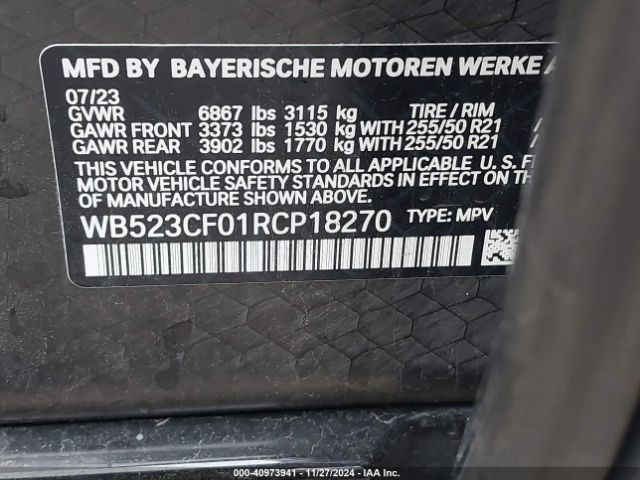 MFD BY BAYERISCHE MOTOREN WERKE
07/23
GVWR 6867 lbs 3115 kg TIRE / RIM
GAWR FRONT 3373 lbs 1530 kg WITH 255/50 R21 /
GAWR REAR 3902 lbs 1770 kg WITH 255/50 R21 /
THIS VEHICLE CONFORMS TO ALL APPLICABLE U. S. 
MOTOR VEHICLE SAFETY STANDARDS IN EFFECT ON THE
MANUFACTURE SHOWN ABOVE.
WB523CF01RCP18270 TYPE: MPV
000-40973941 - 11/27/2024 - IAA Inc.